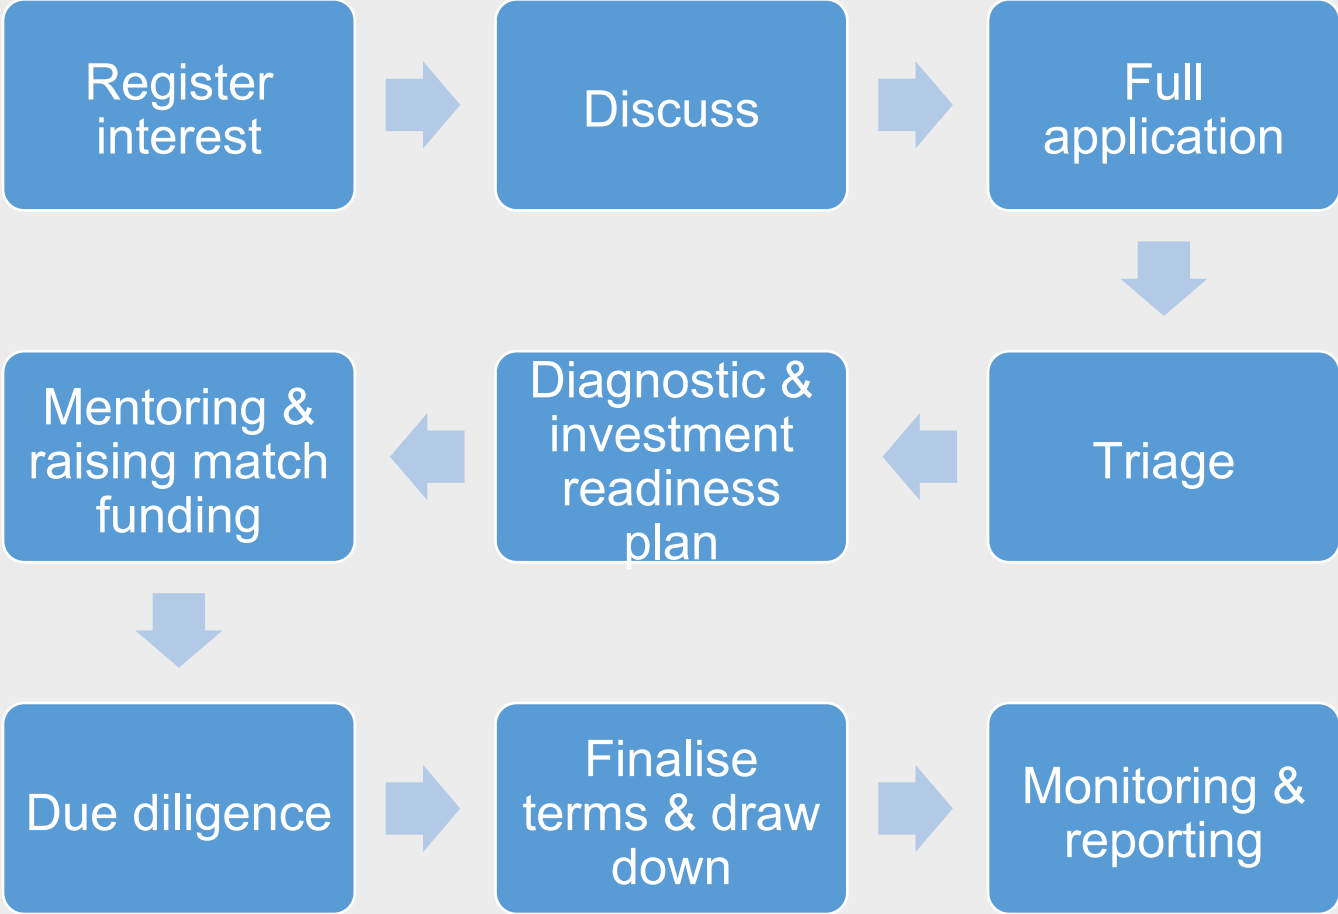 Register
interest
Discuss
Full
application
Triage
Diagnostic &
investment
readiness
plan
Mentoring &
raising match
funding
Due diligence
Finalise
terms & draw
down
Monitoring &
reporting